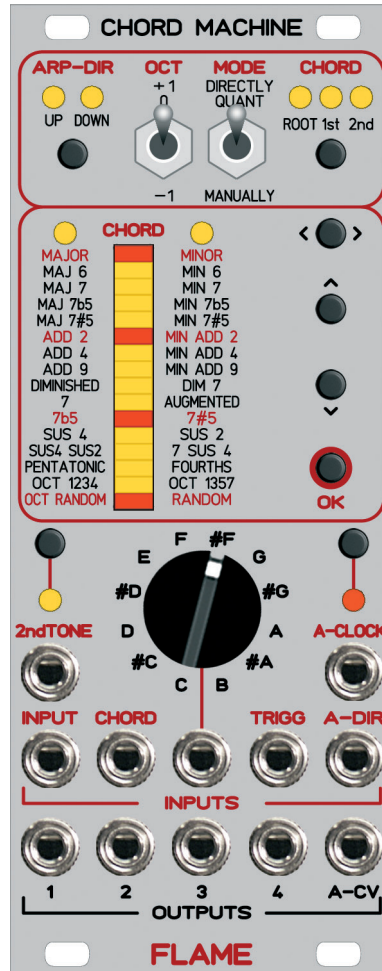 CHORD MACHINE
ARP-DIR OCT MODE CHORD
+1 DIRECTLY
0 QUANT
UP DOWN ROOT 1st 2nd
−1 MANUALLY
CHORD < >
MAJOR MINOR
MAJ 6 MIN 6
MAJ 7 MIN 7
MAJ 7b5 MIN 7b5
MAJ 7#5 MIN 7#5
ADD 2 MIN ADD 2
ADD 4 MIN ADD 4
ADD 9 MIN ADD 9
DIMINISHED DIM 7
7 AUGMENTED
7b5 7#5
SUS 4 SUS 2
SUS4 SUS2 7 SUS 4
PENTATONIC FOURTHS
OCT 1234 OCT 1357
OCT RANDOM RANDOM
OK
F #F
E G
#D #G
D A
#C #A
C B
2ndTONE A-CLOCK
INPUT CHORD TRIGG A-DIR
INPUTS
1 2 3 4 A-CV
OUTPUTS
FLAME